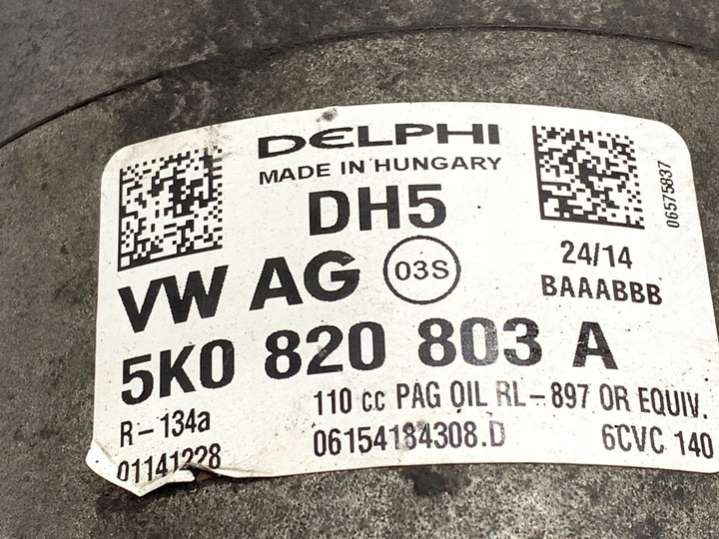 DELPHI
MADE IN HUNGARY
DH5
06575837
VW AG 03S
24/14
BAAABBB
5K0 820 803 A
R-134a
110 cc PAG OIL RL-897 OR EQUIV.
01141228
06154184308.D
6CVC 140